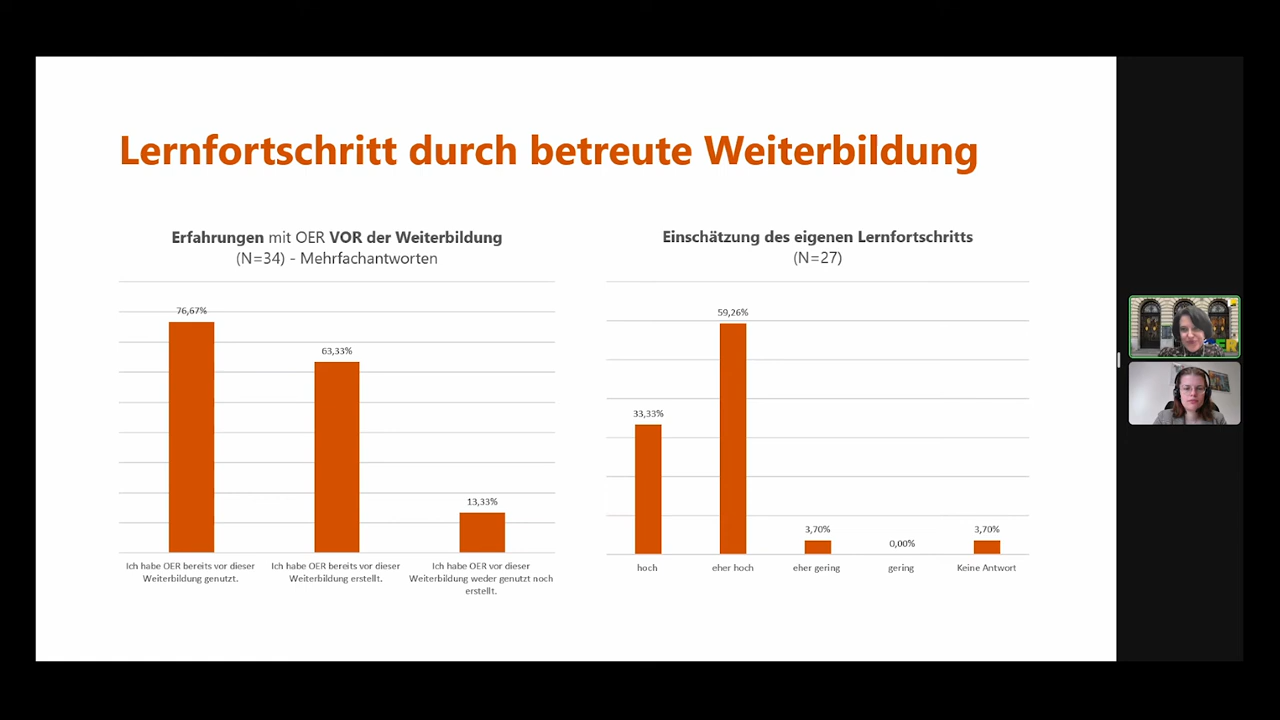 Lernfortschritt durch betreute Weiterbildung
Erfahrungen mit OER VOR der Weiterbildung
(N=34) - Mehrfachantworten
76,67%
63,33%
13,33%
Ich habe OER bereits vor dieser
Weiterbildung genutzt.
Ich habe OER bereits vor dieser
Weiterbildung erstellt.
Ich habe OER vor dieser
Weiterbildung weder genutzt noch
erstellt.
Einschätzung des eigenen Lernfortschritts
(N=27)
33,33%
59,26%
3,70%
0,00%
3,70%
hoch
eher hoch
eher gering
gering
Keine Antwort